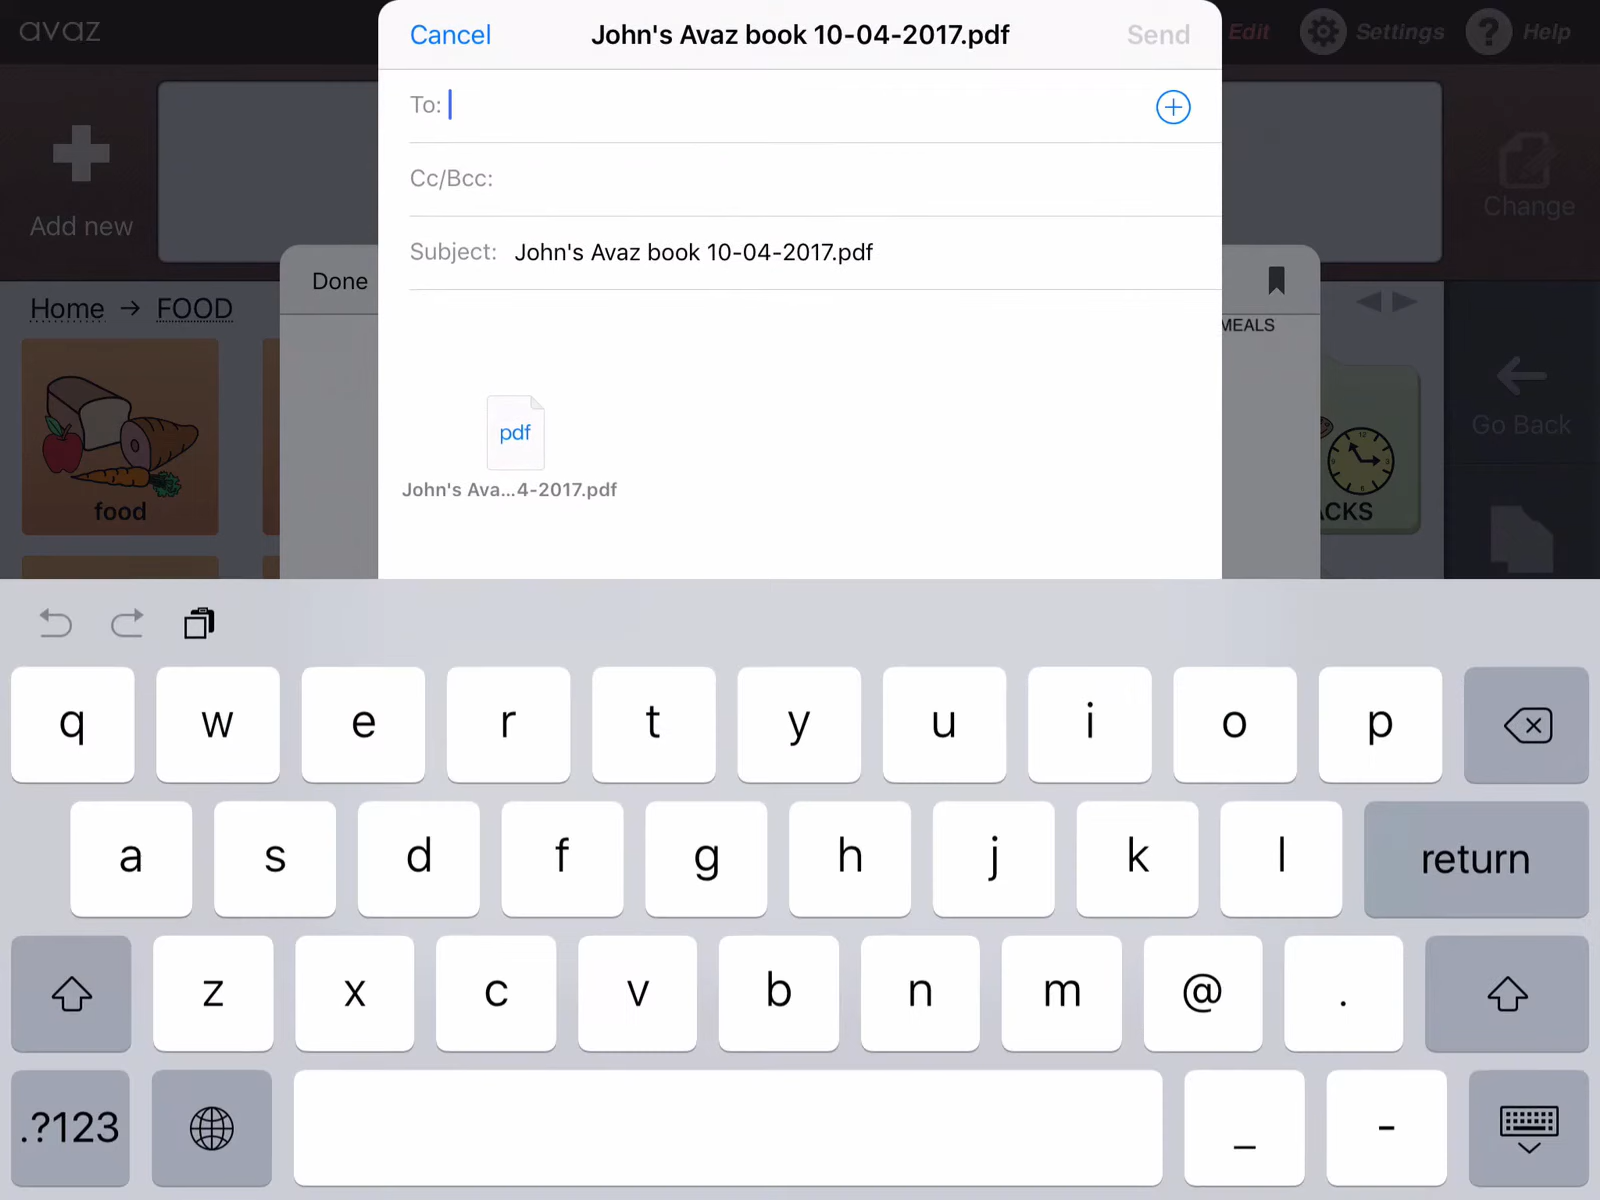 avaz
Cancel John's Avaz book 10-04-2017.pdf Send
Edit Settings ? Help
To:
Cc/Bcc:
Add new
Change
Subject: John's Avaz book 10-04-2017.pdf
Done
Home → FOOD
MEALS
pdf
John's Ava...4-2017.pdf
Go Back
food
ACKS
q w e r t y u i o p
a s d f g h j k l return
z x c v b n m @ .
.?123 _ -